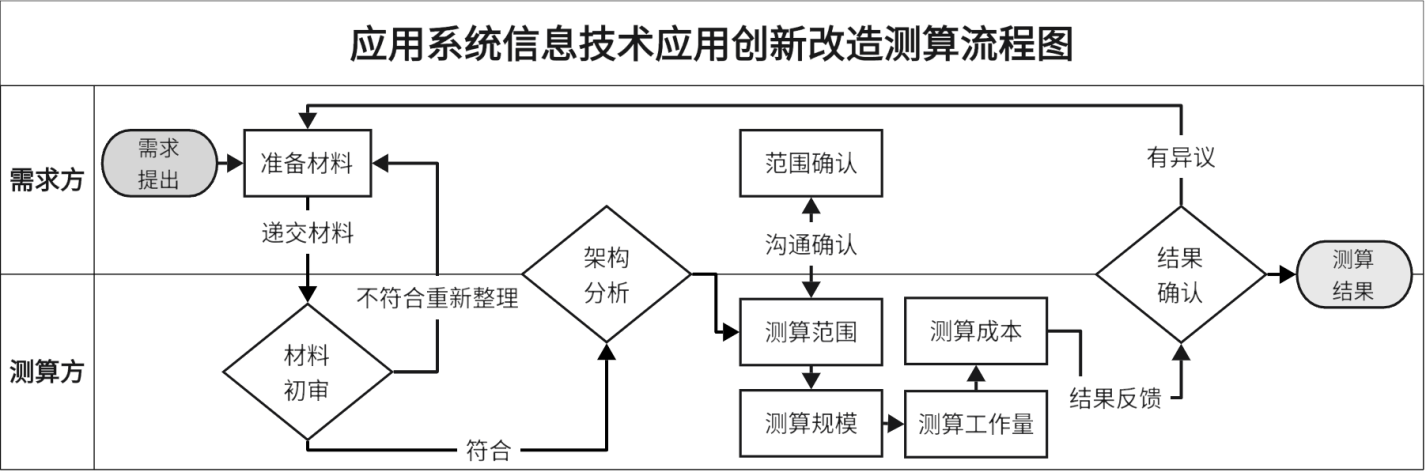 应用系统信息技术应用创新改造测算流程图
需求方
需求
提出
准备材料
递交材料
范围确认
沟通确认
有异议
架构
分析
结果
确认
测算
结果
测算方
材料
初审
不符合重新整理
符合
测算范围
测算规模
测算工作量
测算成本
结果反馈